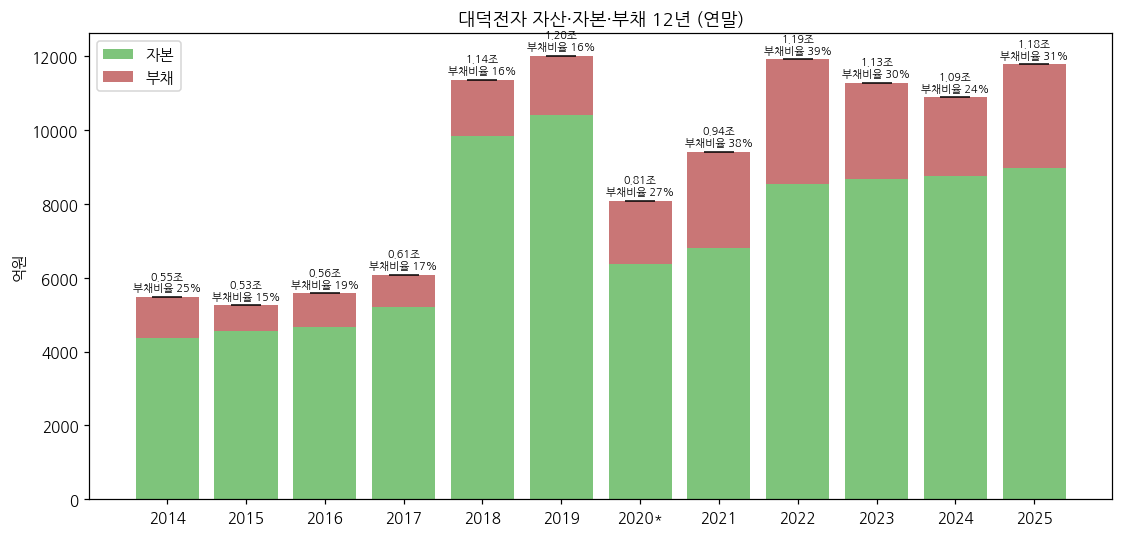 대덕전자 자산·자본·부채 12년 (연말)
자본
부채
억원
12000
10000
8000
6000
4000
2000
0
0.55조
부채비율 25%
0.53조
부채비율 15%
0.56조
부채비율 19%
0.61조
부채비율 17%
1.14조
부채비율 16%
1.20조
부채비율 16%
0.81조
부채비율 27%
0.94조
부채비율 38%
1.19조
부채비율 39%
1.13조
부채비율 30%
1.09조
부채비율 24%
1.18조
부채비율 31%
2014
2015
2016
2017
2018
2019
2020*
2021
2022
2023
2024
2025